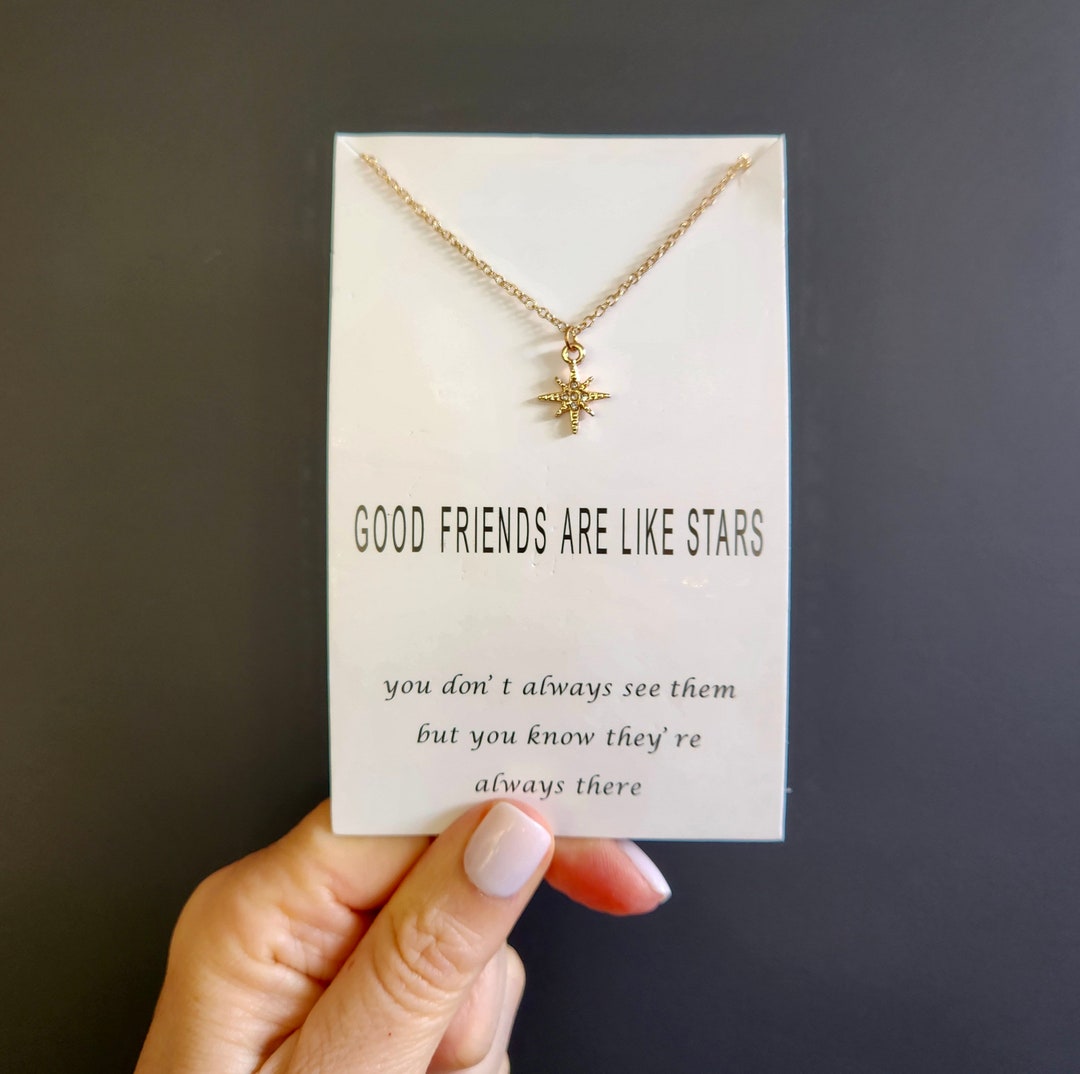 GOOD FRIENDS ARE LIKE STARS
you don' t always see them
but you know they' re
always there